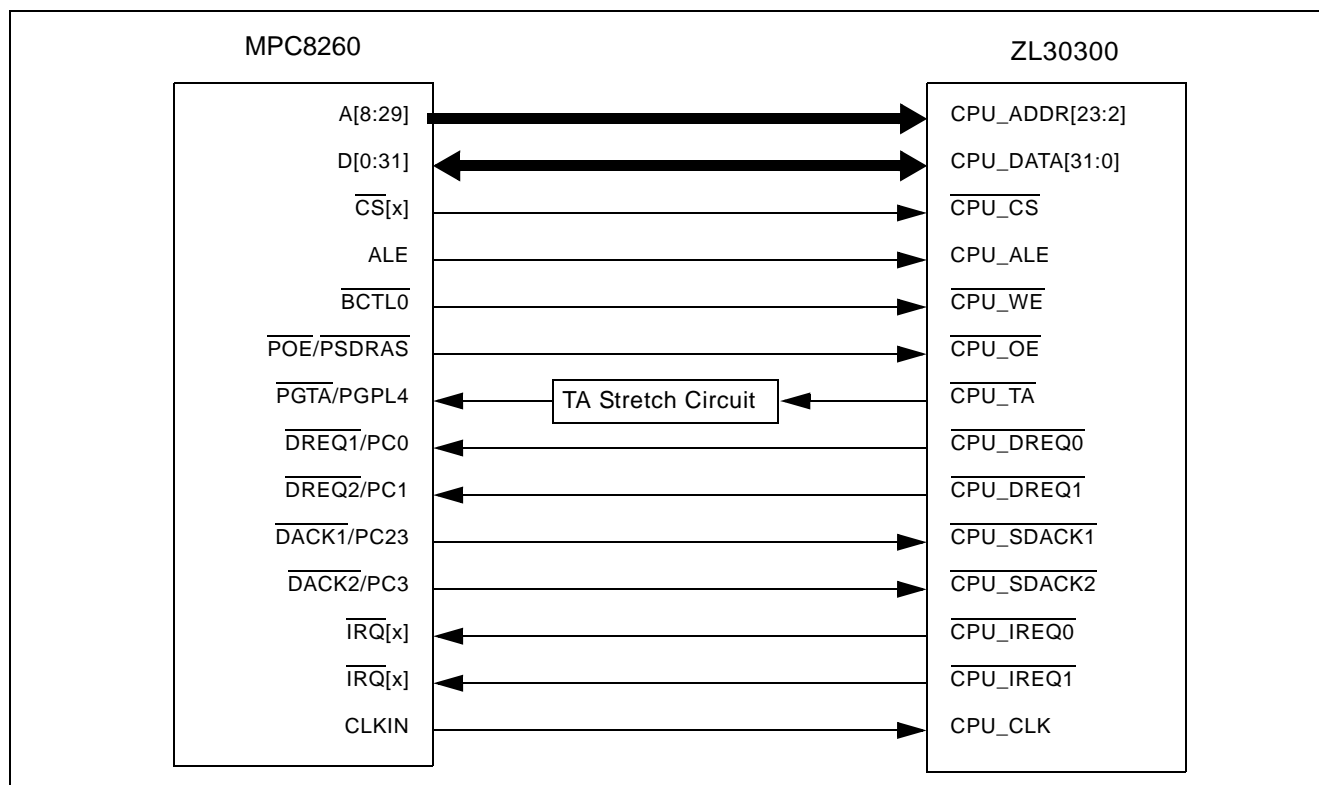 MPC8260
ZL30300
A[8:29]
CPU_ADDR[23:2]
D[0:31]
CPU_DATA[31:0]
CS[x]
CPU_CS
ALE
CPU_ALE
BCTL0
CPU_WE
POE/PSDRAS
CPU_OE
PGTA/PGPL4
TA Stretch Circuit
CPU_TA
DREQ1/PC0
CPU_DREQ0
DREQ2/PC1
CPU_DREQ1
DACK1/PC23
CPU_SDACK1
DACK2/PC3
CPU_SDACK2
IRQ[x]
CPU_IREQ0
IRQ[x]
CPU_IREQ1
CLKIN
CPU_CLK